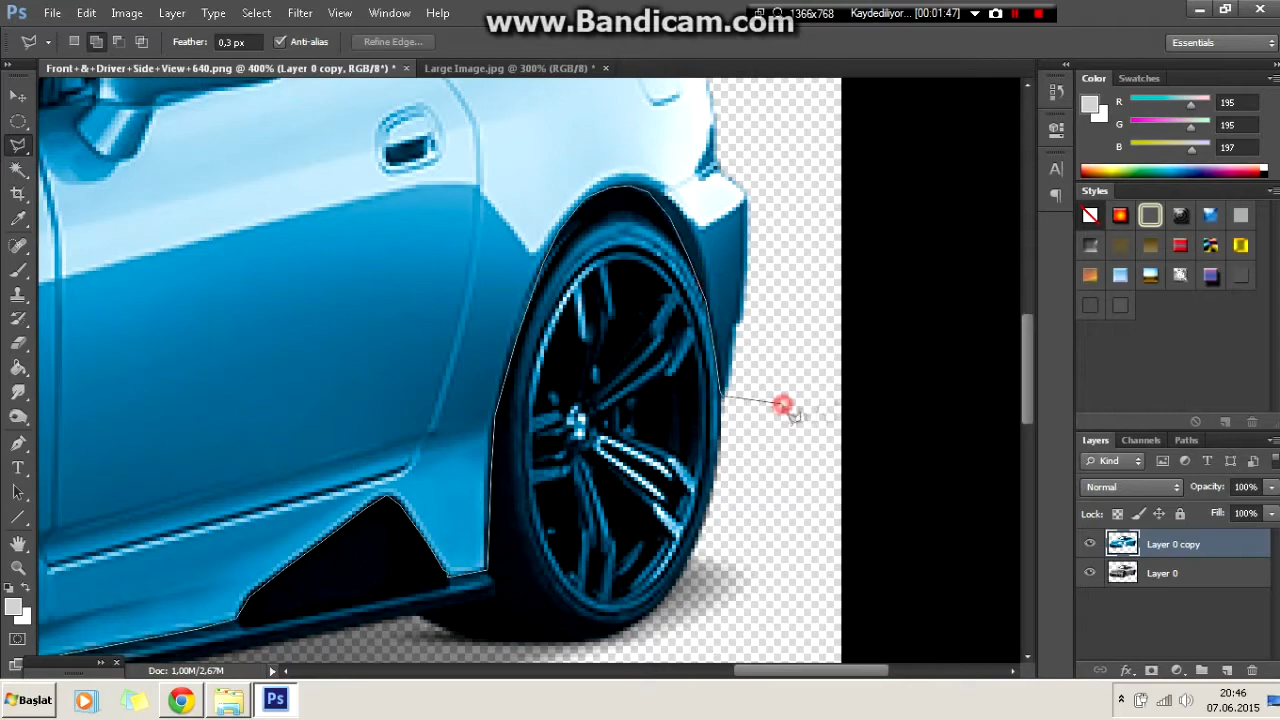 www.Bandicam.com
1366x768 Kaydediliyor... [00:01:47]
Ps File Edit Image Layer Type Select Filter View Window Help
Feather: 0,3 px Anti-alias Refine Edge... Essentials
Front+&+Driver+Side+View+640.png @ 400% (Layer 0 copy, RGB/8*) * × Large Image.jpg @ 300% (RGB/8) * ×
Color Swatches
R 195
G 195
B 197
Styles
Layers Channels Paths
Kind
Normal Opacity: 100%
Lock: Fill: 100%
Layer 0 copy
Layer 0
Doc: 1,00M/2,67M
Başlat
Ps
20:46
07.06.2015